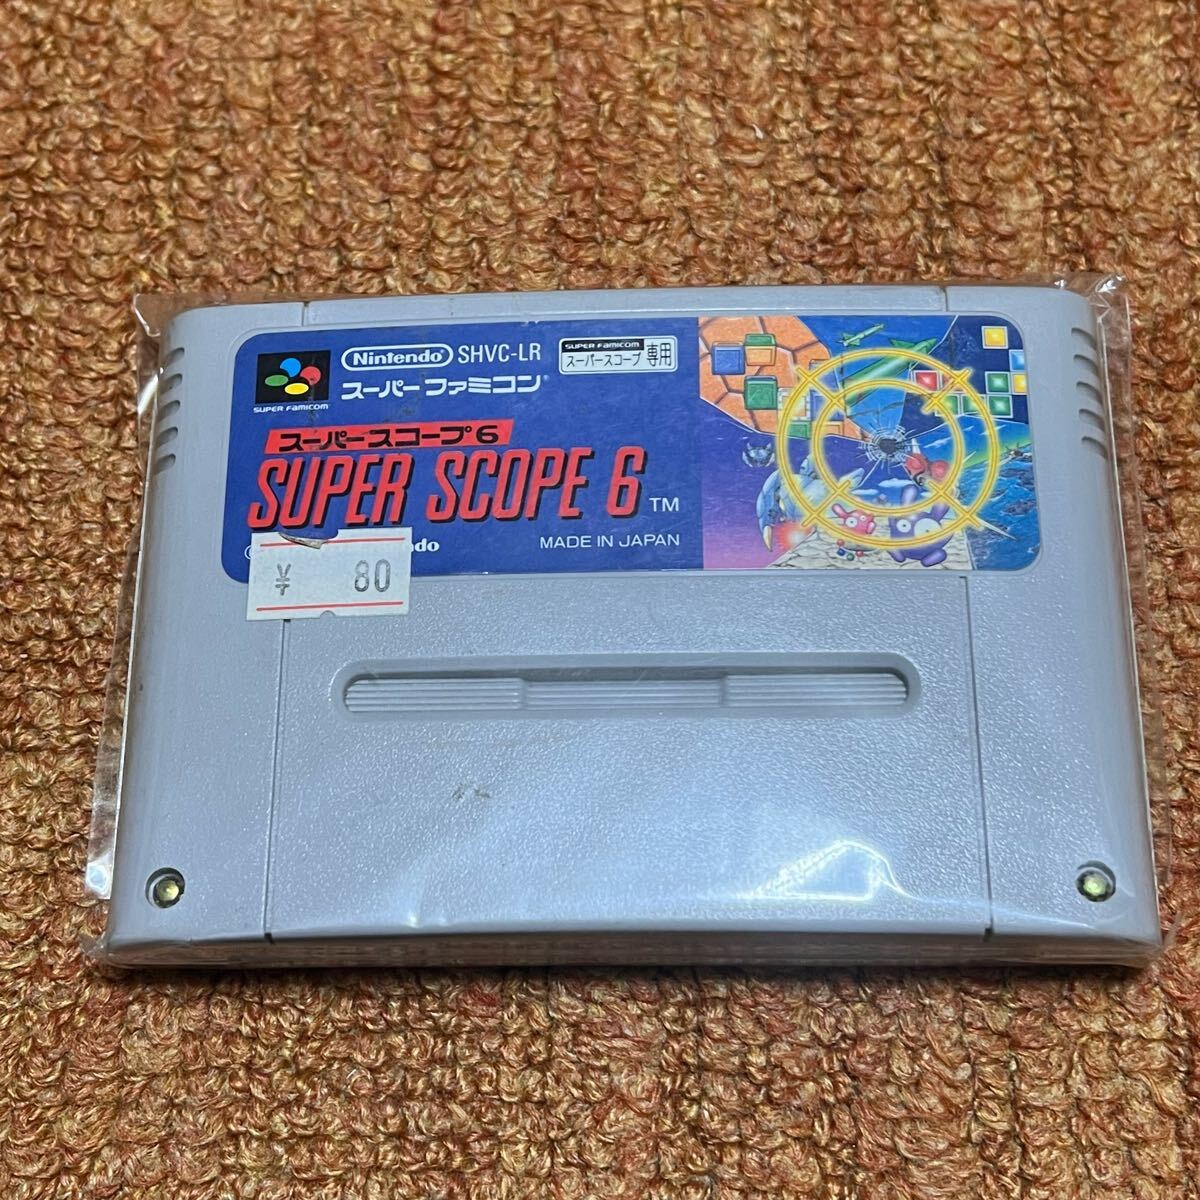 Nintendo SHVC-LR
スーパーファミコン
SUPER FAMICOM
SUPER FAMICOM
スーパースコープ 専用
スーパースコープ6
SUPER SCOPE 6 TM
MADE IN JAPAN
¥ 80